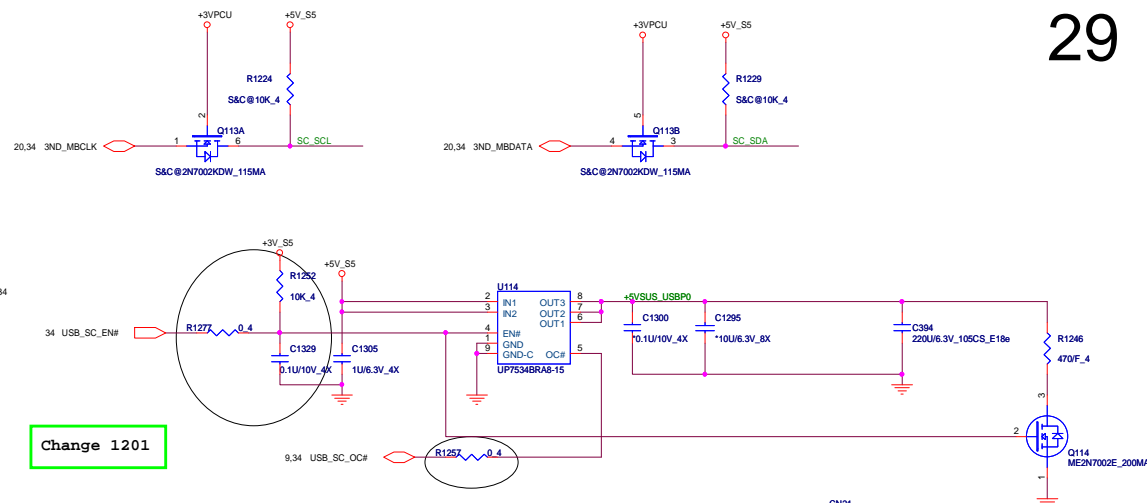 29
+3VPCU
+5V_S5
R1224
S&C@10K_4
2
Q113A
20,34 3ND_MBCLK
1
6
SC_SCL
S&C@2N7002KDW_115MA
+3VPCU
+5V_S5
R1229
S&C@10K_4
5
Q113B
20,34 3ND_MBDATA
4
3
SC_SDA
S&C@2N7002KDW_115MA
+3V_S5
R1252
10K_4
+5V_S5
34
34 USB_SC_EN#
R1277
0_4
C1329
0.1U/10V_4X
C1305
1U/6.3V_4X
U114
2 IN1 OUT3 8
3 IN2 OUT2 7
OUT1 6
4 EN#
1 GND
9 GND-C OC# 5
UP7534BRA8-15
+5VSUS_USBP0
C1300
*0.1U/10V_4X
C1295
*10U/6.3V_8X
C394
220U/6.3V_105CS_E18e
R1246
470/F_4
3
2
Q114
ME2N7002E_200MA
1
Change 1201
9,34 USB_SC_OC#
R1257
0_4